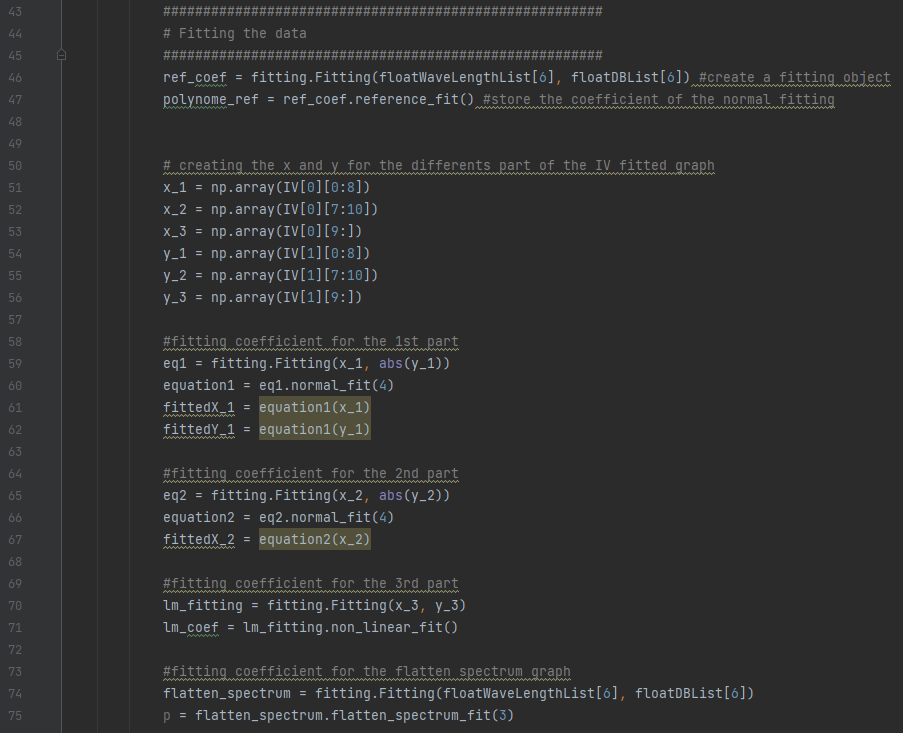 43 #######################################################
44 # Fitting the data
45 #######################################################
46 ref_coef = fitting.Fitting(floatWaveLengthList[6], floatDBList[6]) #create a fitting object
47 polynome_ref = ref_coef.reference_fit() #store the coefficient of the normal fitting
48
49
50 # creating the x and y for the differents part of the IV fitted graph
51 x_1 = np.array(IV[0][0:8])
52 x_2 = np.array(IV[0][7:10])
53 x_3 = np.array(IV[0][9:])
54 y_1 = np.array(IV[1][0:8])
55 y_2 = np.array(IV[1][7:10])
56 y_3 = np.array(IV[1][9:])
57
58 #fitting coefficient for the 1st part
59 eq1 = fitting.Fitting(x_1, abs(y_1))
60 equation1 = eq1.normal_fit(4)
61 fittedX_1 = equation1(x_1)
62 fittedY_1 = equation1(y_1)
63
64 #fitting coefficient for the 2nd part
65 eq2 = fitting.Fitting(x_2, abs(y_2))
66 equation2 = eq2.normal_fit(4)
67 fittedX_2 = equation2(x_2)
68
69 #fitting coefficient for the 3rd part
70 lm_fitting = fitting.Fitting(x_3, y_3)
71 lm_coef = lm_fitting.non_linear_fit()
72
73 #fitting coefficient for the flatten spectrum graph
74 flatten_spectrum = fitting.Fitting(floatWaveLengthList[6], floatDBList[6])
75 p = flatten_spectrum.flatten_spectrum_fit(3)